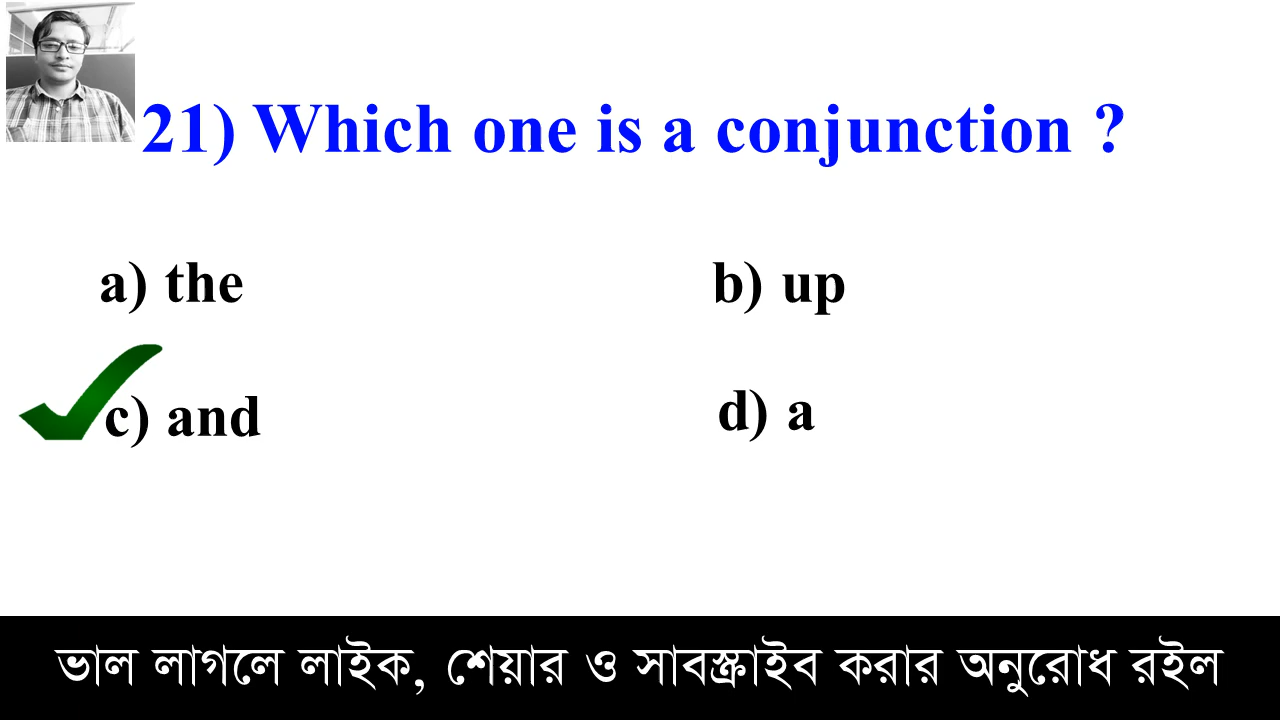 21) Which one is a conjunction ?
a) the
b) up
c) and
d) a
ভাল লাগলে লাইক, শেয়ার ও সাবস্ক্রাইব করার অনুরোধ রইল